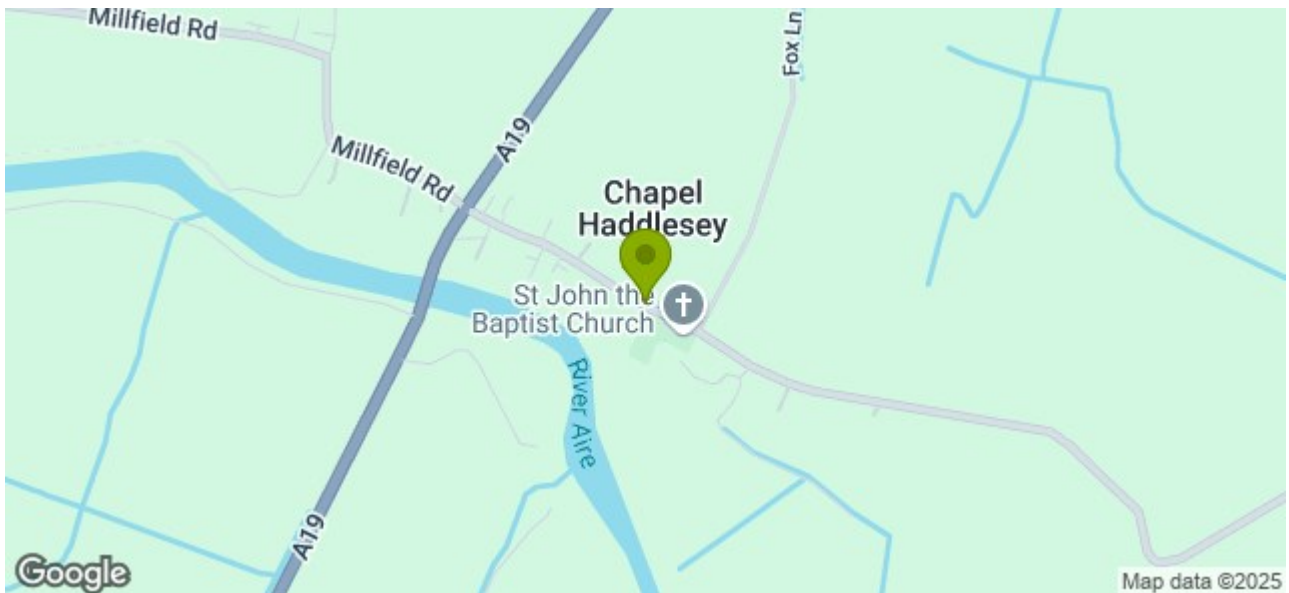 Millfield Rd
Fox Ln
A19
Millfield Rd
Chapel
Haddlesey
St John the
Baptist Church
River Aire
A19
Google
Map data ©2025